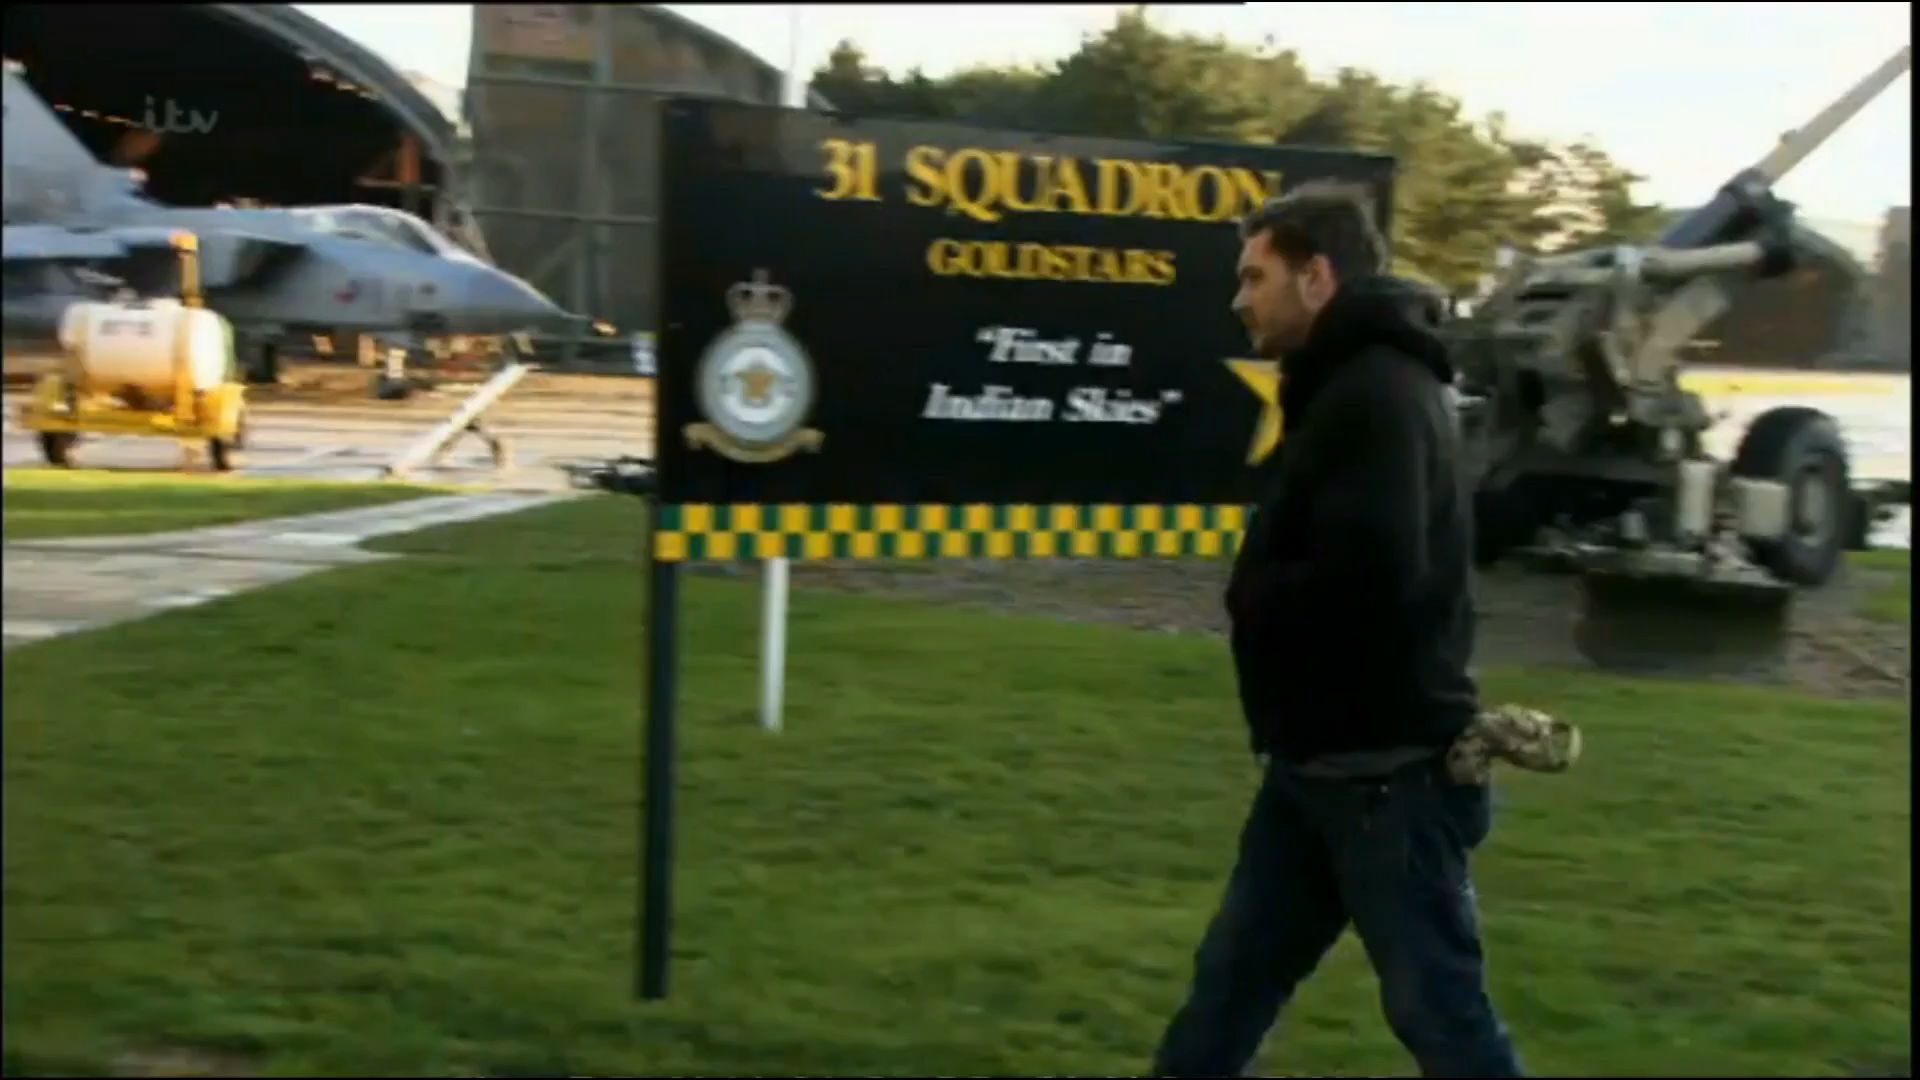 itv
31 SQUADRON
GOLDSTARS
"First in
Indian Skies"